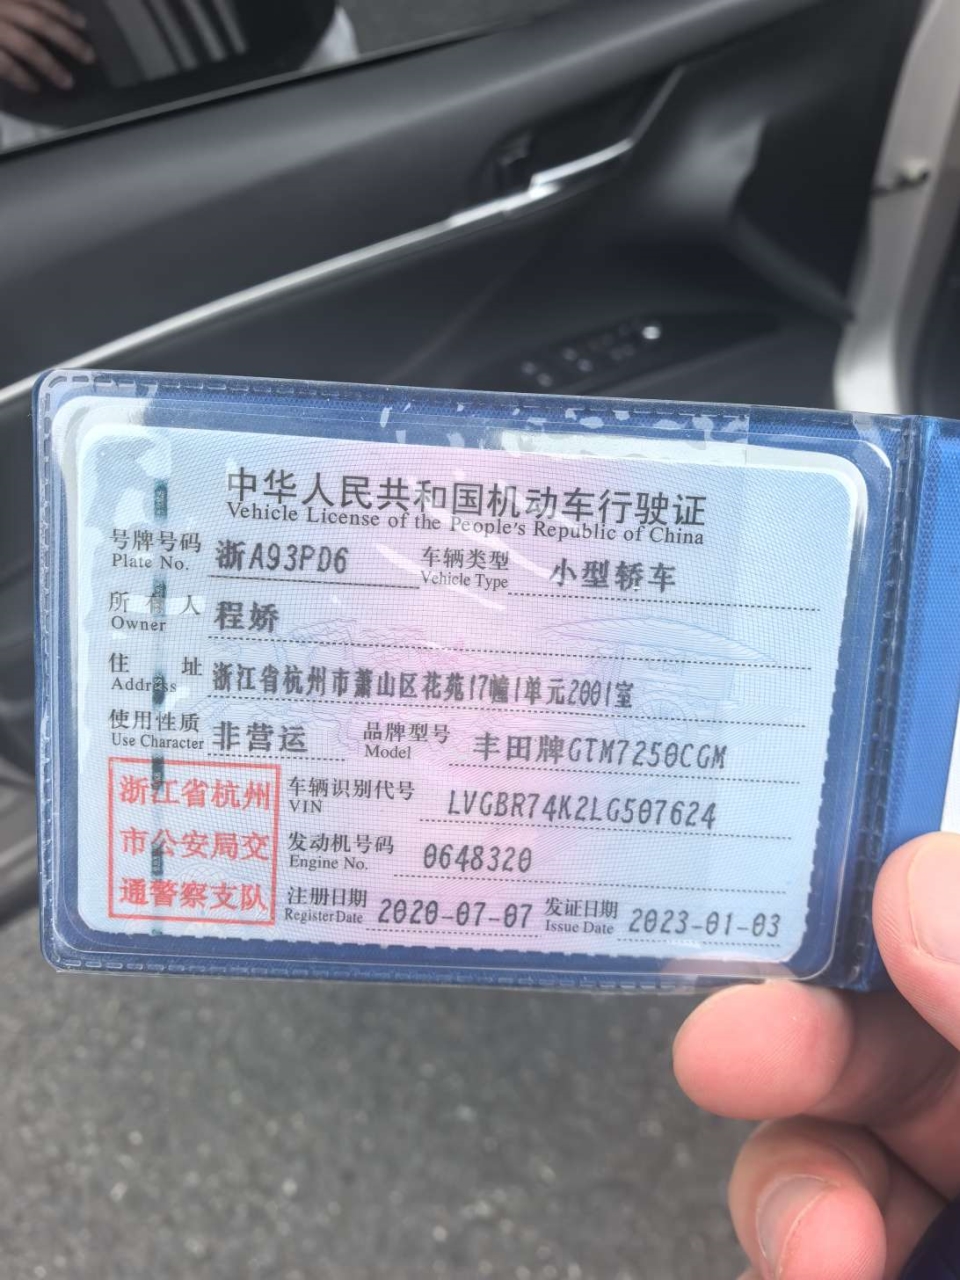 中华人民共和国机动车行驶证
Vehicle License of the People's Republic of China
号牌号码 浙A93PD6 车辆类型 小型轿车
Plate No. Vehicle Type
所有人 程娇
Owner
住址 浙江省杭州市萧山区花苑17幢1单元2001室
Address
使用性质 非营运 品牌型号 丰田牌GTM7250CGM
Use Character Model
浙江省杭州
市公安局交
通警察支队
车辆识别代号 LVGBR74K2LG507624
VIN
发动机号码 0648320
Engine No.
注册日期 2020-07-07 发证日期 2023-01-03
Register Date Issue Date